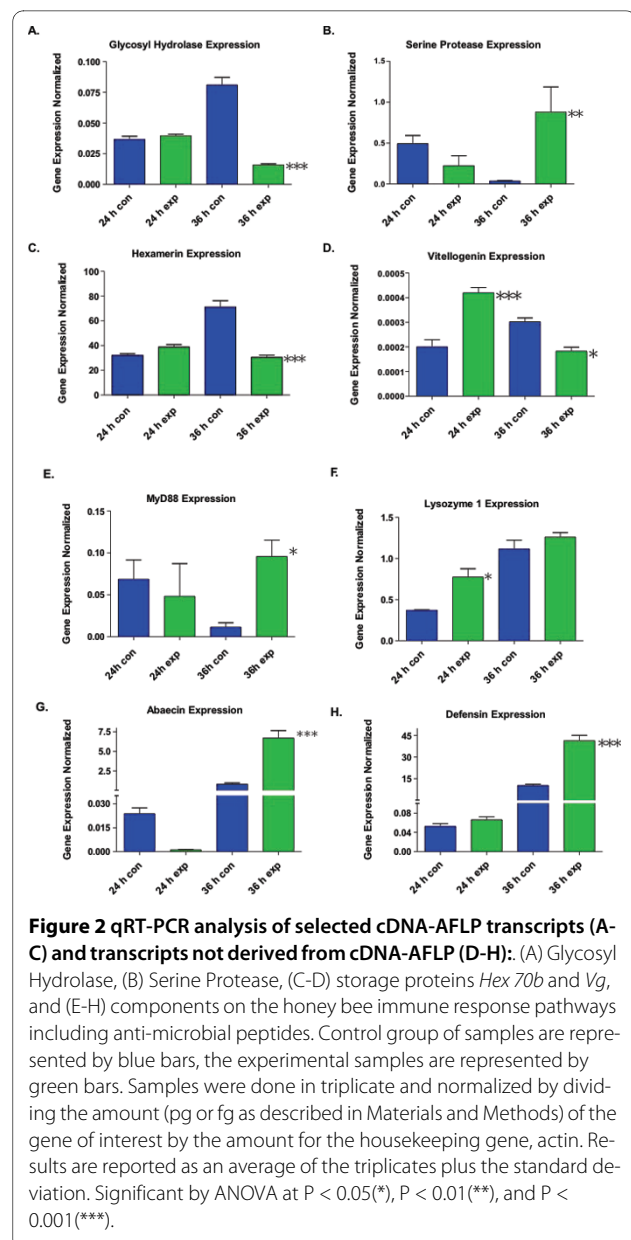 A.
Glycosyl Hydrolase Expression
Gene Expression Normalized
0.100
0.075
0.050
0.025
0.000
***
24 h con
24 h exp
36 h con
36 h exp
B.
Serine Protease Expression
Gene Expression Normalized
1.5
1.0
0.5
0.0
**
24 h con
24 h exp
36 h con
36 h exp
C.
Hexamerin Expression
Gene Expression Normalized
100
80
60
40
20
0
***
24 h con
24 h exp
36 h con
36 h exp
D.
Vitellogenin Expression
Gene Expression Normalized
0.0005
0.0004
0.0003
0.0002
0.0001
0.0000
***
*
24 h con
24 h exp
36 h con
36 h exp
E.
MyD88 Expression
Gene Expression Normalized
0.15
0.10
0.05
0.00
*
24h con
24h exp
36h con
36h exp
F.
Lysozyme 1 Expression
Gene Expression Normalized
1.5
1.0
0.5
0.0
*
24 h con
24 h exp
36 h con
36 h exp
G.
Abaecin Expression
Gene Expression Normalized
7.5
5.0
2.5
0.030
0.015
0.000
***
24 h con
24 h exp
36 h con
36 h exp
H.
Defensin Expression
Gene Expression Normalized
45
30
15
0.08
0.04
0.00
***
24 h con
24 h exp
36 h con
36 h exp
Figure 2 qRT-PCR analysis of selected cDNA-AFLP transcripts (A-
C) and transcripts not derived from cDNA-AFLP (D-H):. (A) Glycosyl
Hydrolase, (B) Serine Protease, (C-D) storage proteins Hex 70b and Vg,
and (E-H) components on the honey bee immune response pathways
including anti-microbial peptides. Control group of samples are repre-
sented by blue bars, the experimental samples are represented by
green bars. Samples were done in triplicate and normalized by divid-
ing the amount (pg or fg as described in Materials and Methods) of the
gene of interest by the amount for the housekeeping gene, actin. Re-
sults are reported as an average of the triplicates plus the standard de-
viation. Significant by ANOVA at P < 0.05(*), P < 0.01(**), and P <
0.001(***).